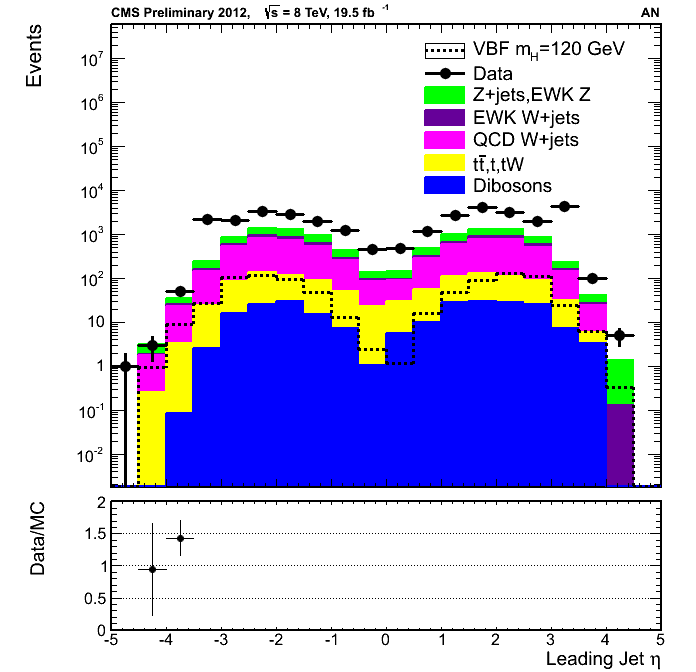 CMS Preliminary 2012, √s = 8 TeV, 19.5 fb⁻¹ AN
Events
VBF m_H=120 GeV
Data
Z+jets,EWK Z
EWK W+jets
QCD W+jets
tt̄,t,tW
Dibosons
10⁷
10⁶
10⁵
10⁴
10³
10²
10
1
10⁻¹
10⁻²
Data/MC
2
1.5
1
0.5
0
-5 -4 -3 -2 -1 0 1 2 3 4 5
Leading Jet η